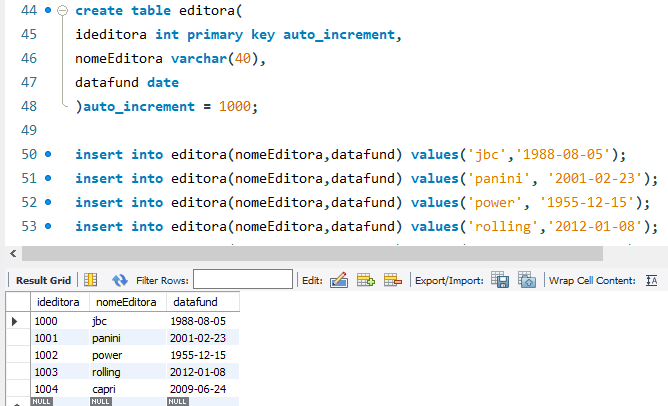 44 create table editora(
45 ideditora int primary key auto_increment,
46 nomeEditora varchar(40),
47 datafund date
48 )auto_increment = 1000;
49
50 insert into editora(nomeEditora,datafund) values('jbc','1988-08-05');
51 insert into editora(nomeEditora,datafund) values('panini', '2001-02-23');
52 insert into editora(nomeEditora,datafund) values('power', '1955-12-15');
53 insert into editora(nomeEditora,datafund) values('rolling','2012-01-08');
Result Grid Filter Rows: Edit: Export/Import: Wrap Cell Content:
ideditora nomeEditora datafund
1000 jbc 1988-08-05
1001 panini 2001-02-23
1002 power 1955-12-15
1003 rolling 2012-01-08
1004 capri 2009-06-24
NULL NULL NULL